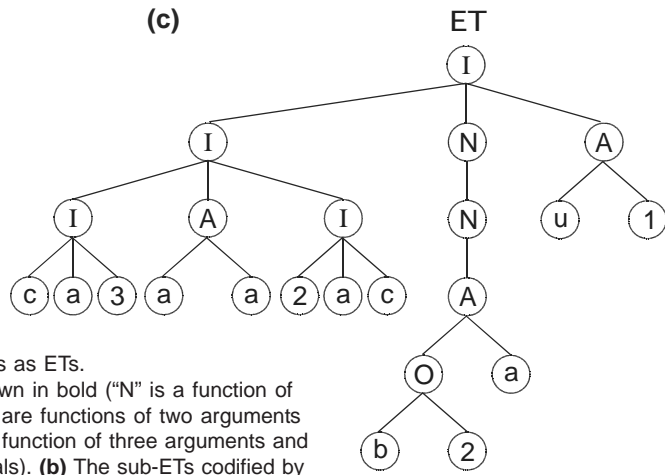 (c) ET
I
I N A
I A I N u 1
c a 3 a a 2 a c A
s as ETs.
O a
wn in bold (“N” is a function of
are functions of two arguments
function of three arguments and
b 2
als). (b) The sub-ETs codified by